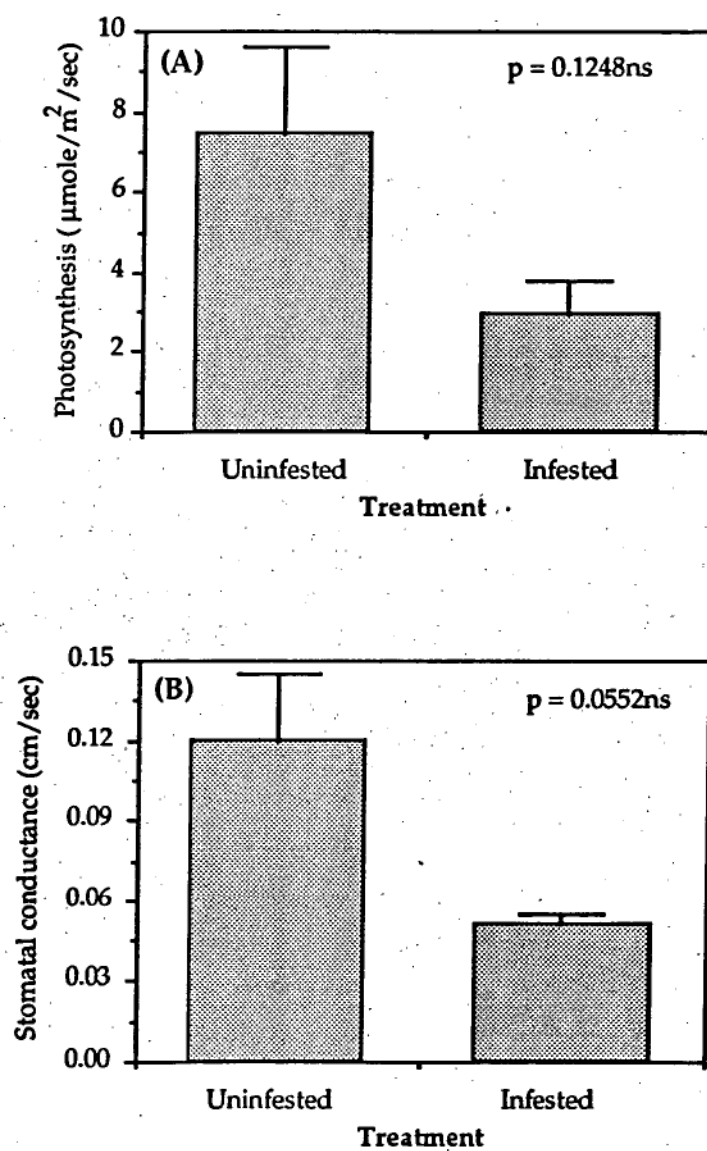 10
(A)
p = 0.1248ns
8
6
4
2
0
Photosynthesis (µmole/m²/sec)
Uninfested Infested
Treatment
0.15
(B)
p = 0.0552ns
0.12
0.09
0.06
0.03
0.00
Stomatal conductance (cm/sec)
Uninfested Infested
Treatment